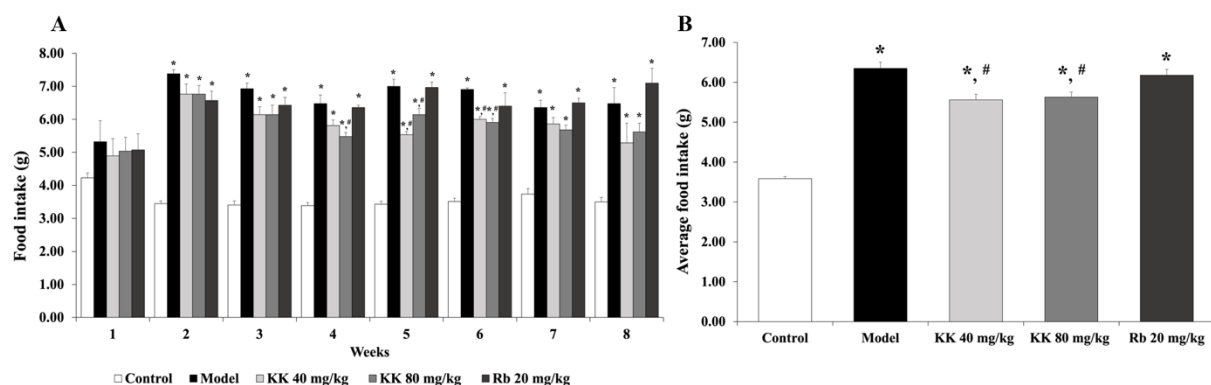 A
Food intake (g)
8.00
7.00
6.00
5.00
4.00
3.00
2.00
1.00
0.00
* * * *
* * * *
* * *,# *
* *,# *,# *
* *,# *,# *
* * * *
* * * *
1 2 3 4 5 6 7 8
Weeks
Control Model KK 40 mg/kg KK 80 mg/kg Rb 20 mg/kg
B
Average food intake (g)
7.00
6.00
5.00
4.00
3.00
2.00
1.00
0.00
* *, # *, # *
Control Model KK 40 mg/kg KK 80 mg/kg Rb 20 mg/kg